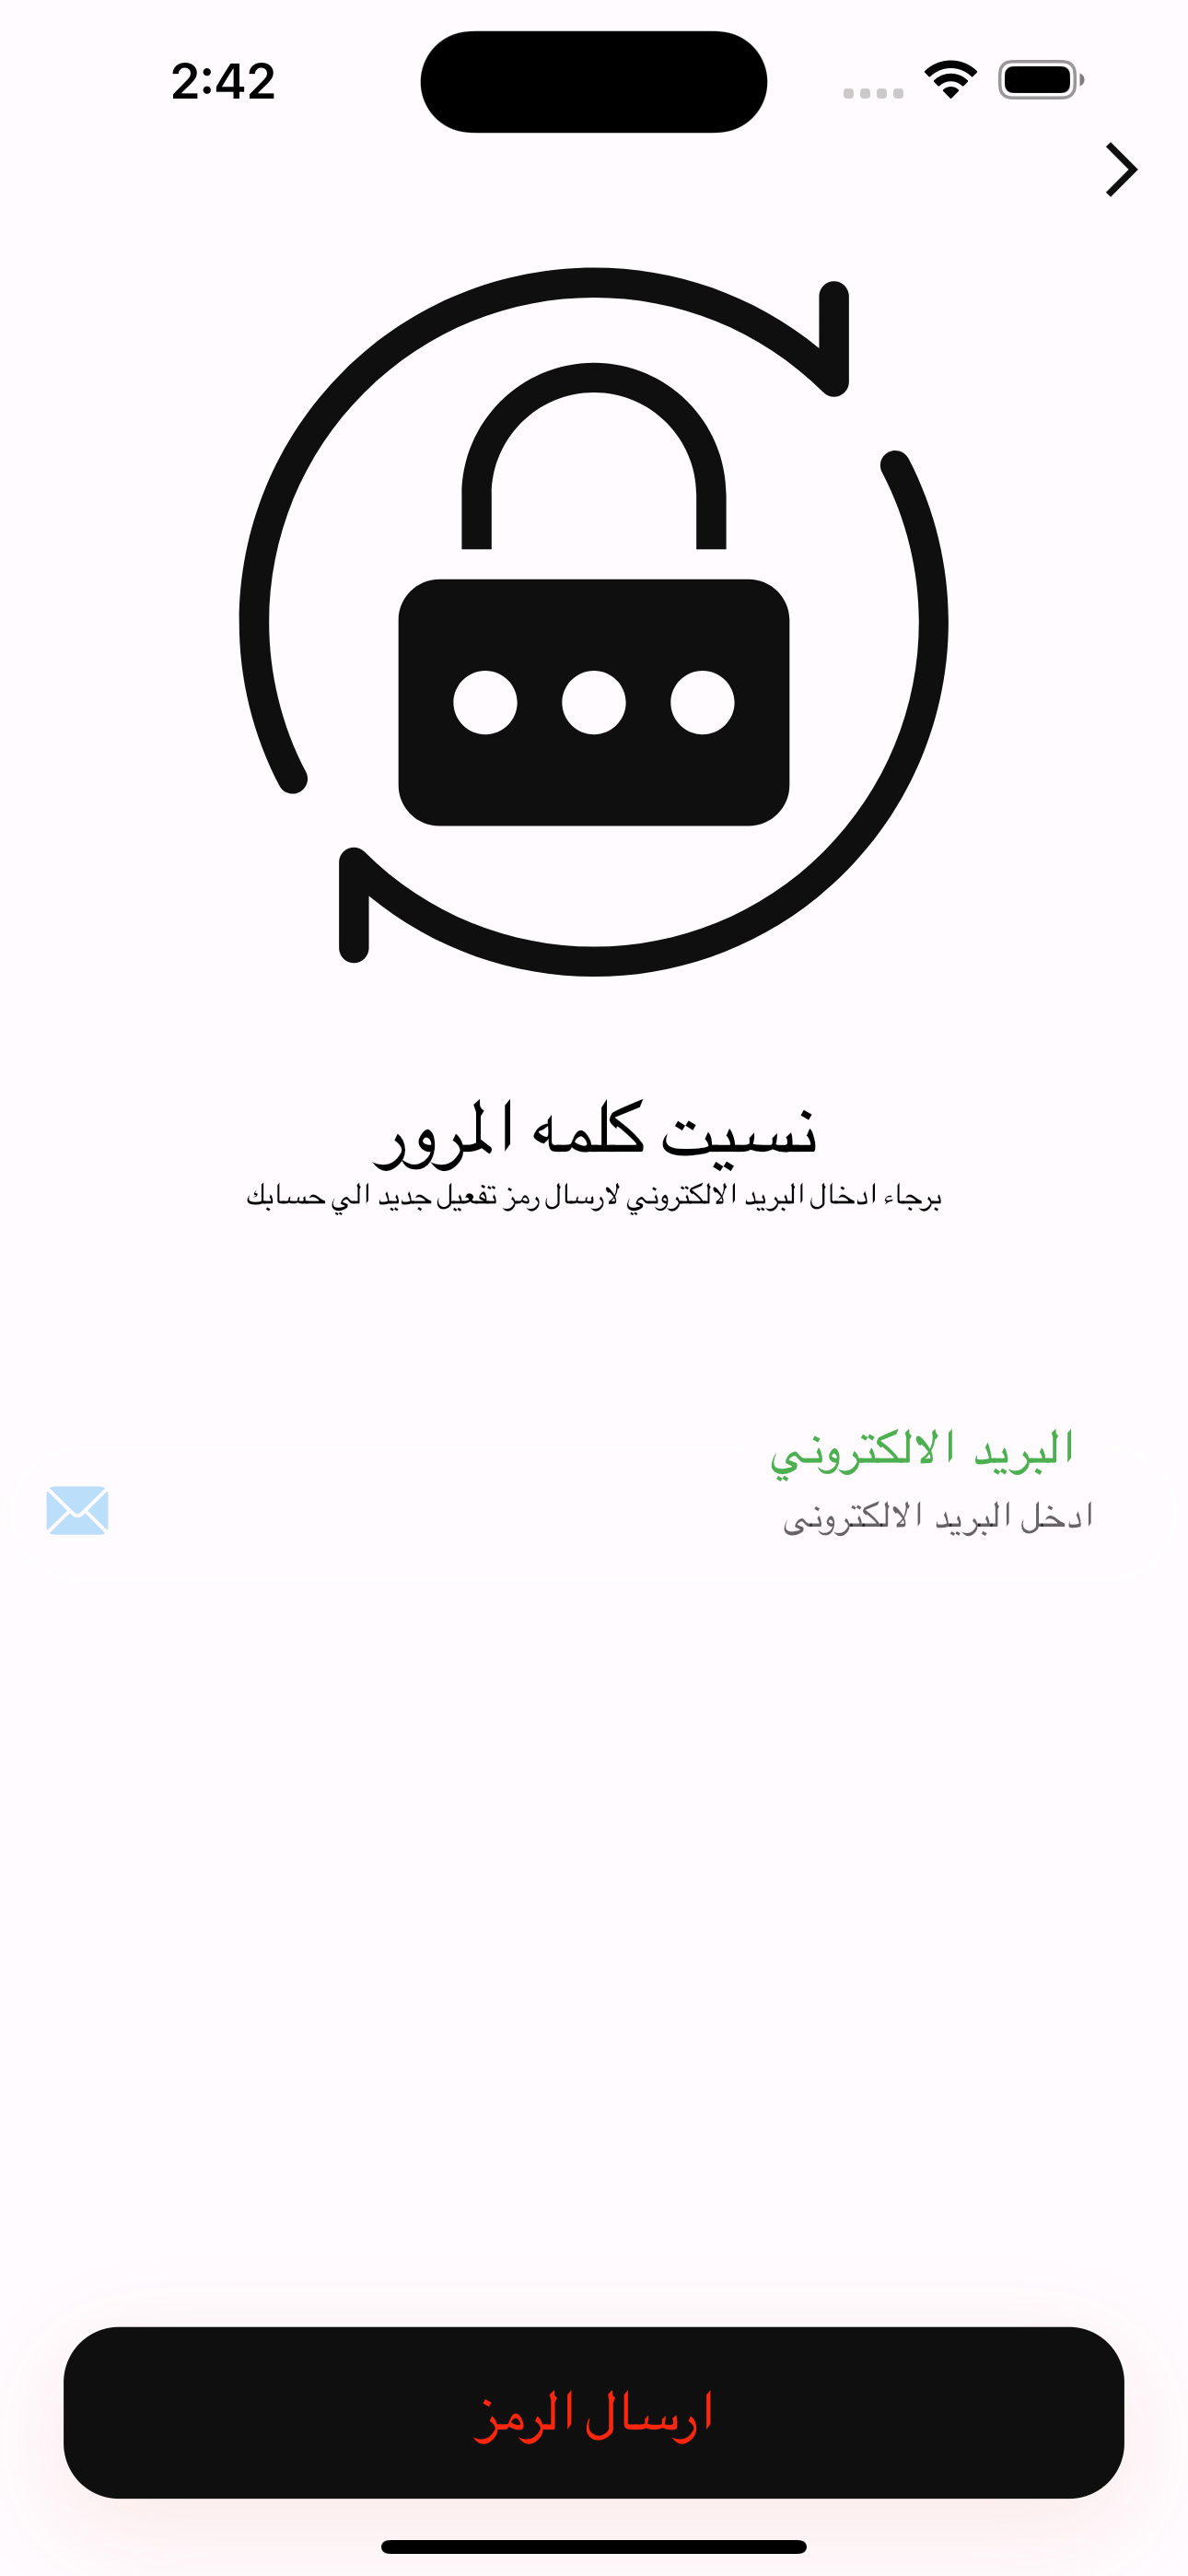 2:42
نسيت كلمه المرور
برجاء ادخال البريد الالكتروني لارسال رمز تفعيل جديد الي حسابك
البريد الالكتروني
ادخل البريد الالكترونى
ارسال الرمز